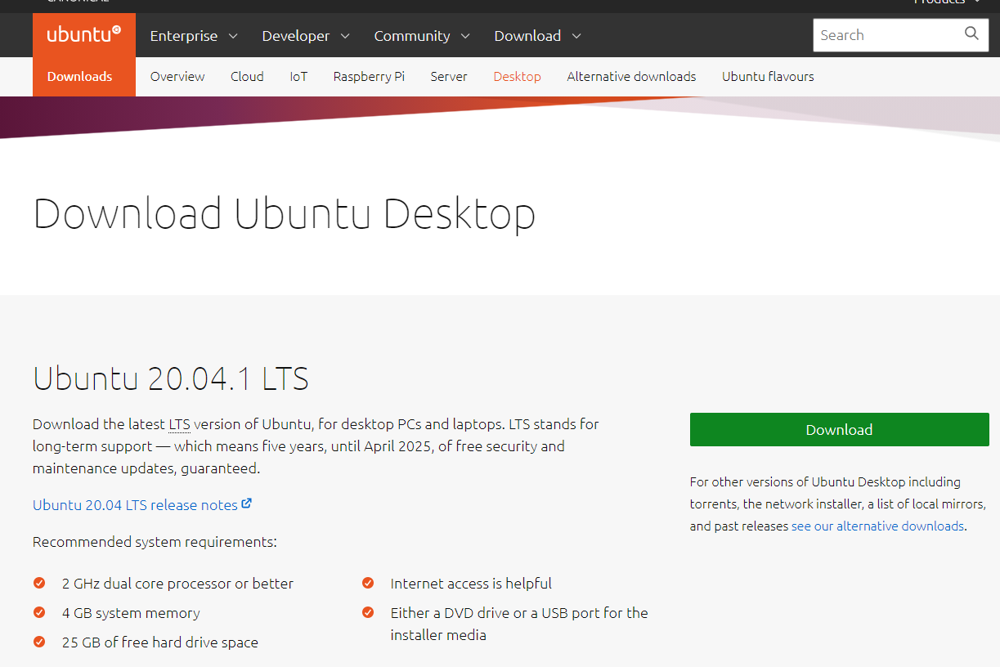 CANONICAL
Products
ubuntu
Enterprise
Developer
Community
Download
Search
Downloads
Overview
Cloud
IoT
Raspberry Pi
Server
Desktop
Alternative downloads
Ubuntu flavours
Download Ubuntu Desktop
Ubuntu 20.04.1 LTS
Download the latest LTS version of Ubuntu, for desktop PCs and laptops. LTS stands for
long-term support — which means five years, until April 2025, of free security and
maintenance updates, guaranteed.
Ubuntu 20.04 LTS release notes
Recommended system requirements:
2 GHz dual core processor or better
4 GB system memory
25 GB of free hard drive space
Internet access is helpful
Either a DVD drive or a USB port for the
installer media
Download
For other versions of Ubuntu Desktop including
torrents, the network installer, a list of local mirrors,
and past releases see our alternative downloads.